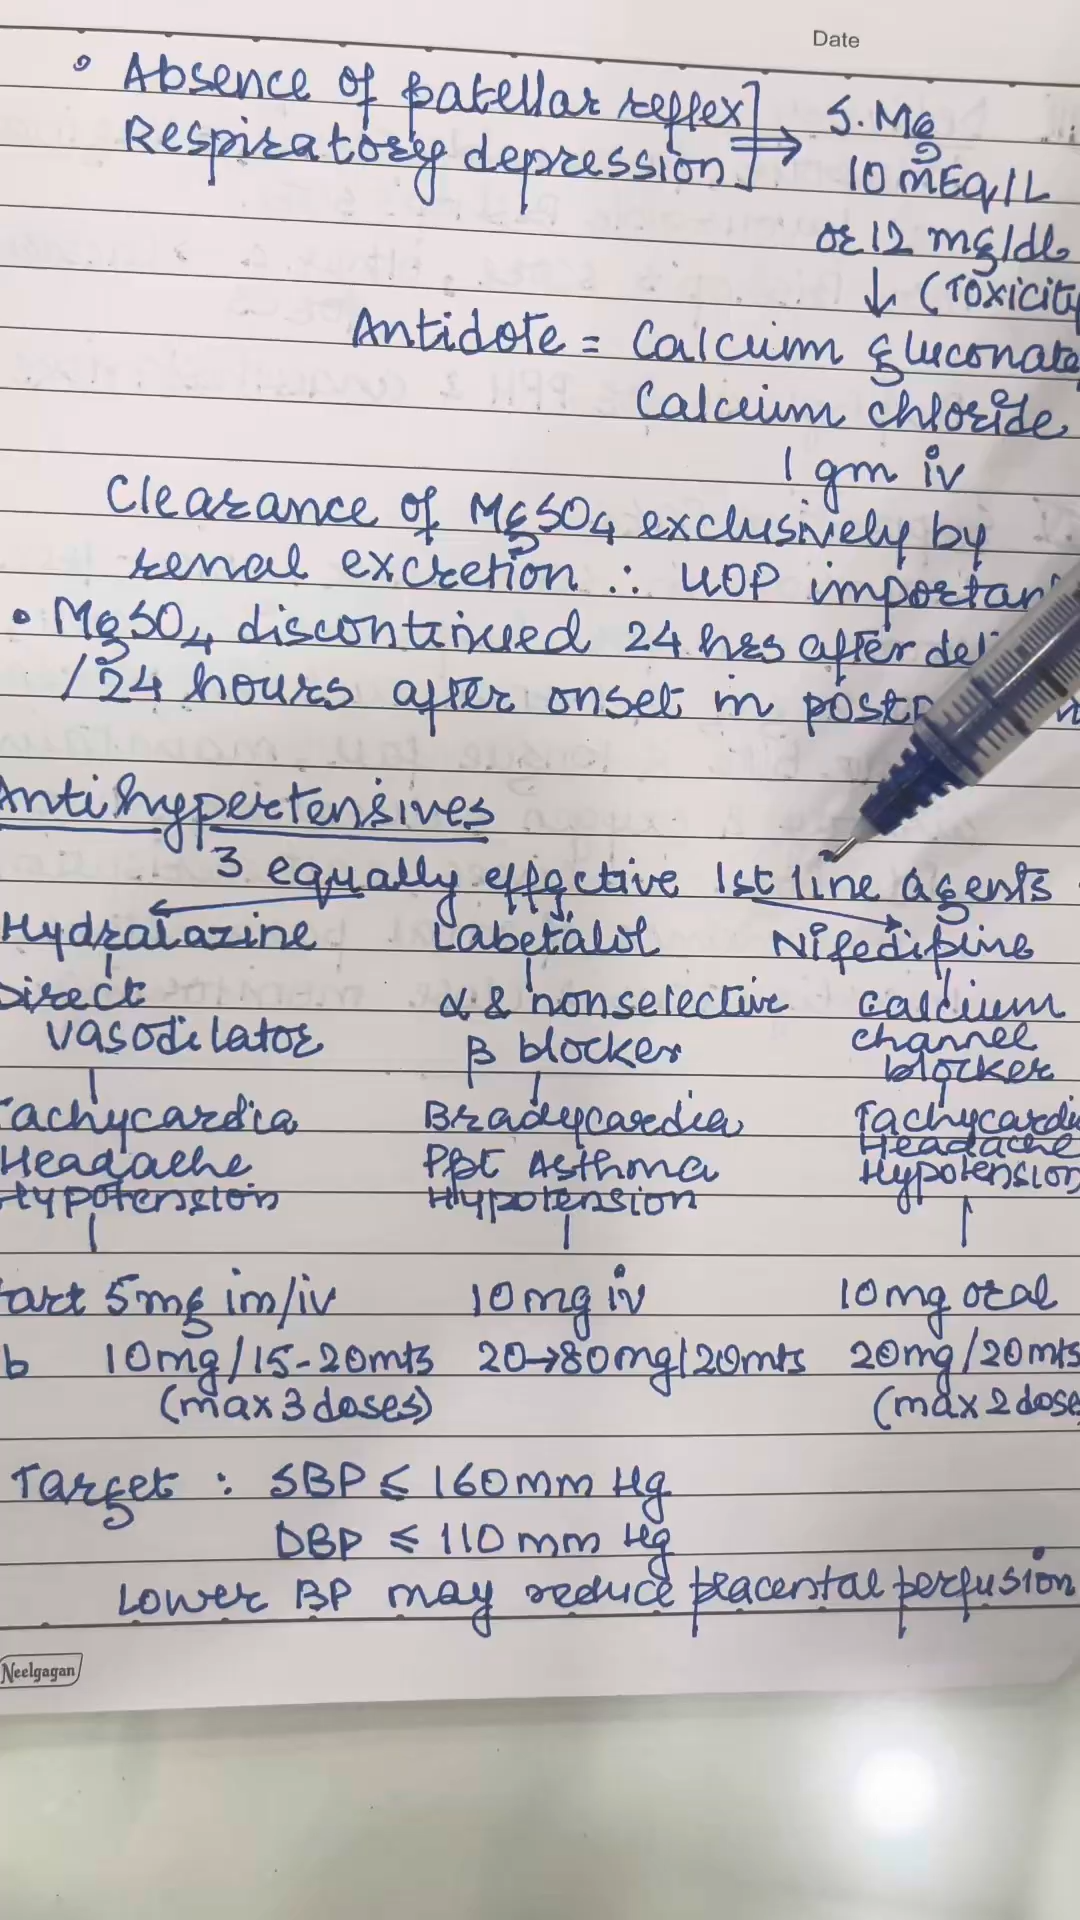 Date
• Absence of patellar reflex
Respiratory depression
⇒ S. Mg
10 mEq/L
or 12 mg/dL
↓ (Toxicity
Antidote = Calcium gluconate,
Calcium chloride
1 gm iv
Clearance of MgSO4 exclusively by
renal excretion ∴ UOP importan
• MgSO4 discontinued 24 hrs after del
/24 hours after onset in postp
Antihypertensives
3 equally effective 1st line agents
Hydralazine Labetalol Nifedipine
Direct α & nonselective calcium
vasodilator β blocker channel
blocker
Tachycardia Bradycardia Tachycardi
Headache PPt Asthma Headache
Hypotension Hypotension Hypotension
tart 5mg im/iv 10mg iv 10mg oral
b 10mg/15-20mts 20→80mg/20mts 20mg/20mts
(max 3 doses) (max 2 dose
Target : SBP ≤ 160 mm Hg
DBP ≤ 110 mm Hg
Lower BP may reduce placental perfusion
Neelgagan